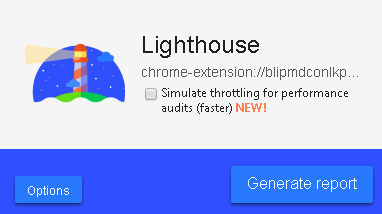 Lighthouse
chrome-extension://blipmdconlkp...
Simulate throttling for performance
audits (faster) NEW!
Options
Generate report